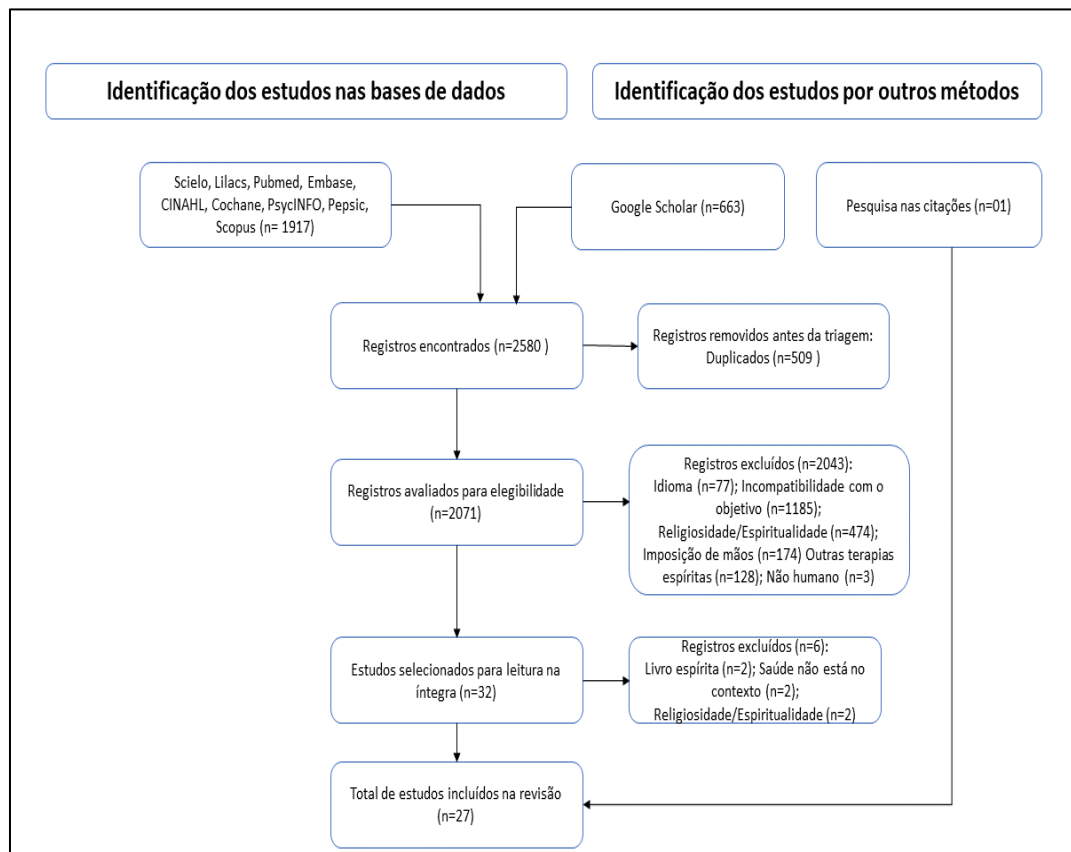 Identificação dos estudos nas bases de dados
Identificação dos estudos por outros métodos
Scielo, Lilacs, Pubmed, Embase,
CINAHL, Cochane, PsycINFO, Pepsic,
Scopus (n= 1917)
Google Scholar (n=663)
Pesquisa nas citações (n=01)
Registros encontrados (n=2580 )
Registros removidos antes da triagem:
Duplicados (n=509 )
Registros avaliados para elegibilidade
(n=2071)
Registros excluídos (n=2043):
Idioma (n=77); Incompatibilidade com o
objetivo (n=1185);
Religiosidade/Espiritualidade (n=474);
Imposição de mãos (n=174) Outras terapias
espíritas (n=128); Não humano (n=3)
Estudos selecionados para leitura na
íntegra (n=32)
Registros excluídos (n=6):
Livro espírita (n=2); Saúde não está no
contexto (n=2);
Religiosidade/Espiritualidade (n=2)
Total de estudos incluídos na revisão
(n=27)